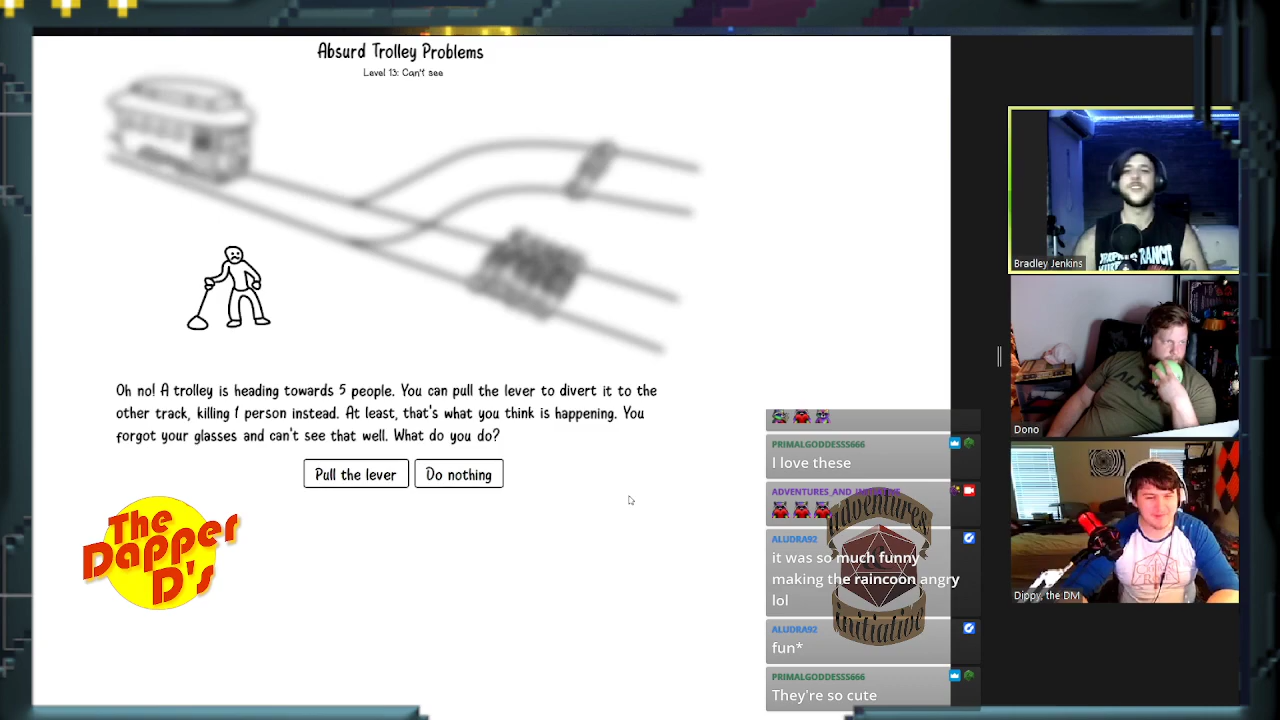 Absurd Trolley Problems
Level 13: Can't see
Oh no! A trolley is heading towards 5 people. You can pull the lever to divert it to the
other track, killing 1 person instead. At least, that's what you think is happening. You
forgot your glasses and can't see that well. What do you do?
Pull the lever
Do nothing
The
Dapper
D's
PRIMALGODDESSS666
I love these
ALUDRA92
it was so much funny
making the raincoon angry
lol
ALUDRA92
fun*
PRIMALGODDESSS666
They're so cute
adventures
initiative
Bradley Jenkins
Dono
Dippy, the DM